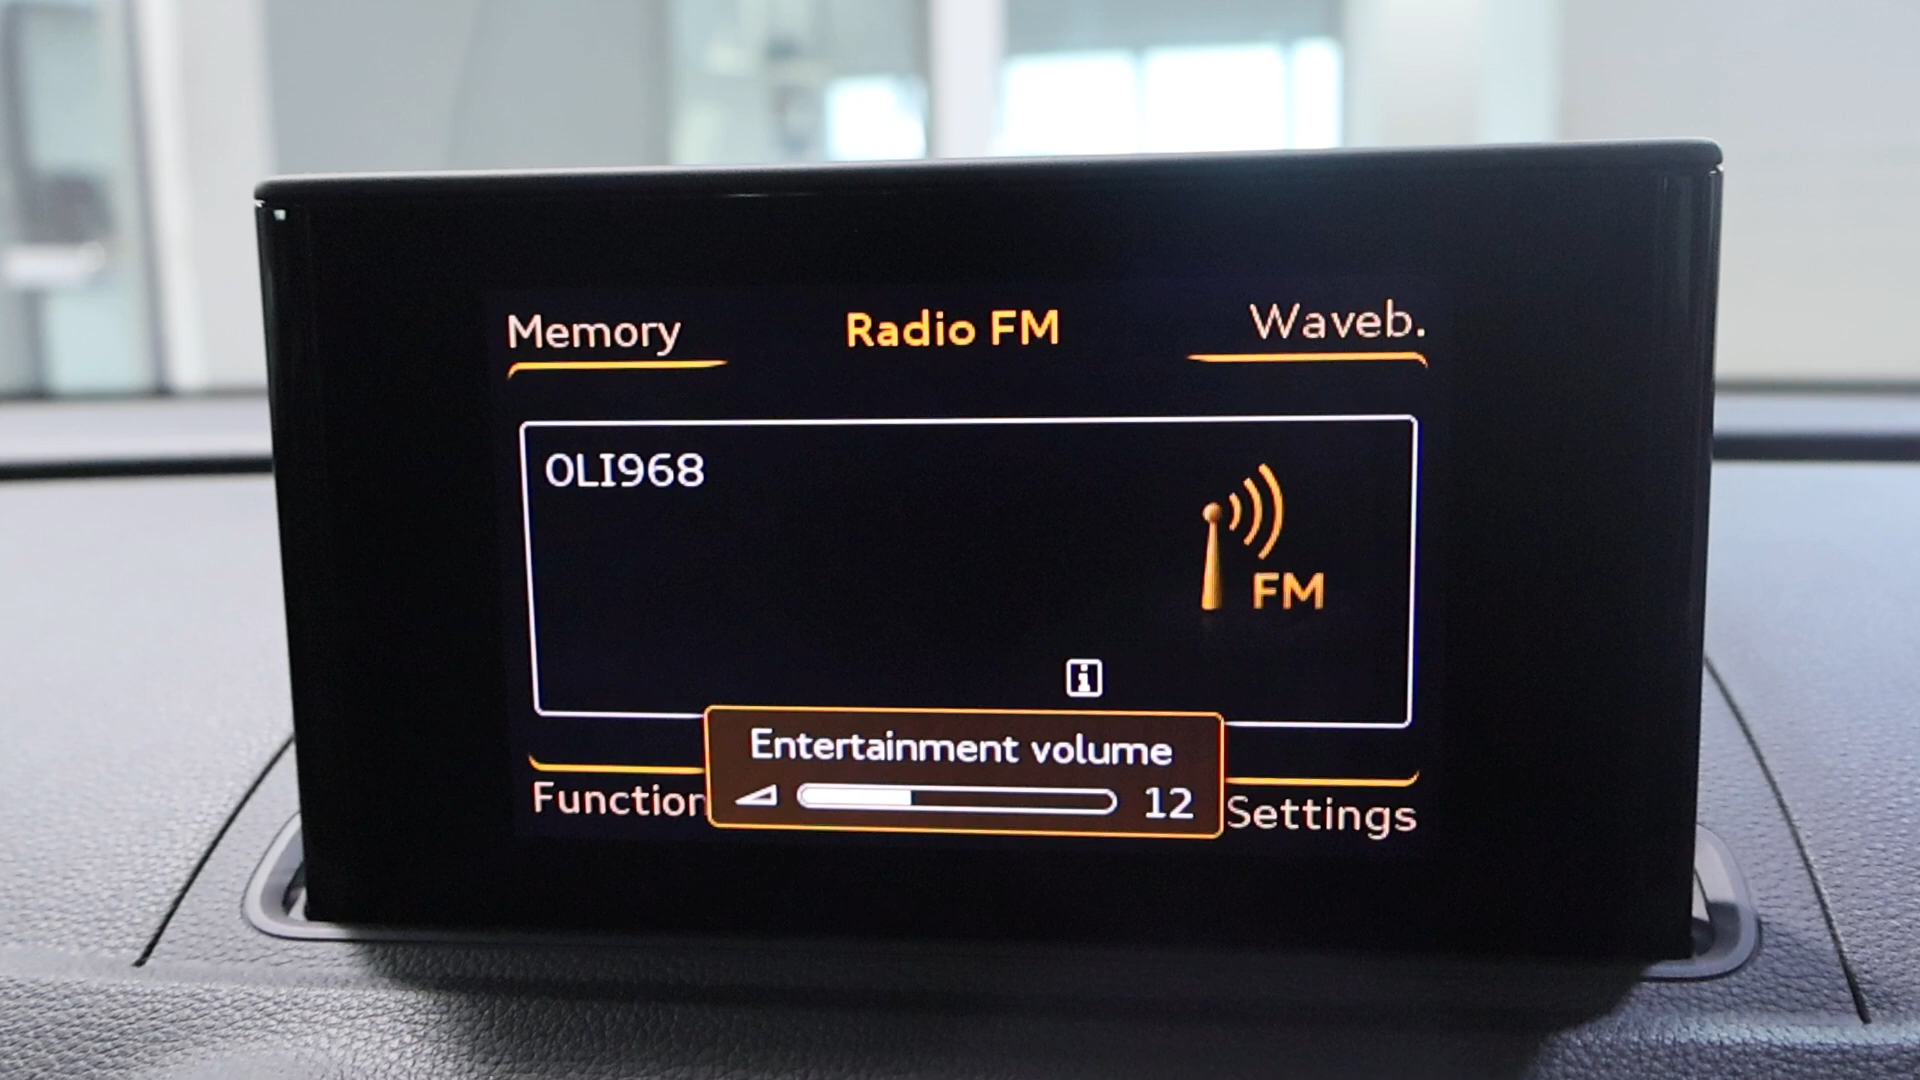 Memory
Radio FM
Waveb.
OLI968
FM
i
Entertainment volume
12
Function
Settings